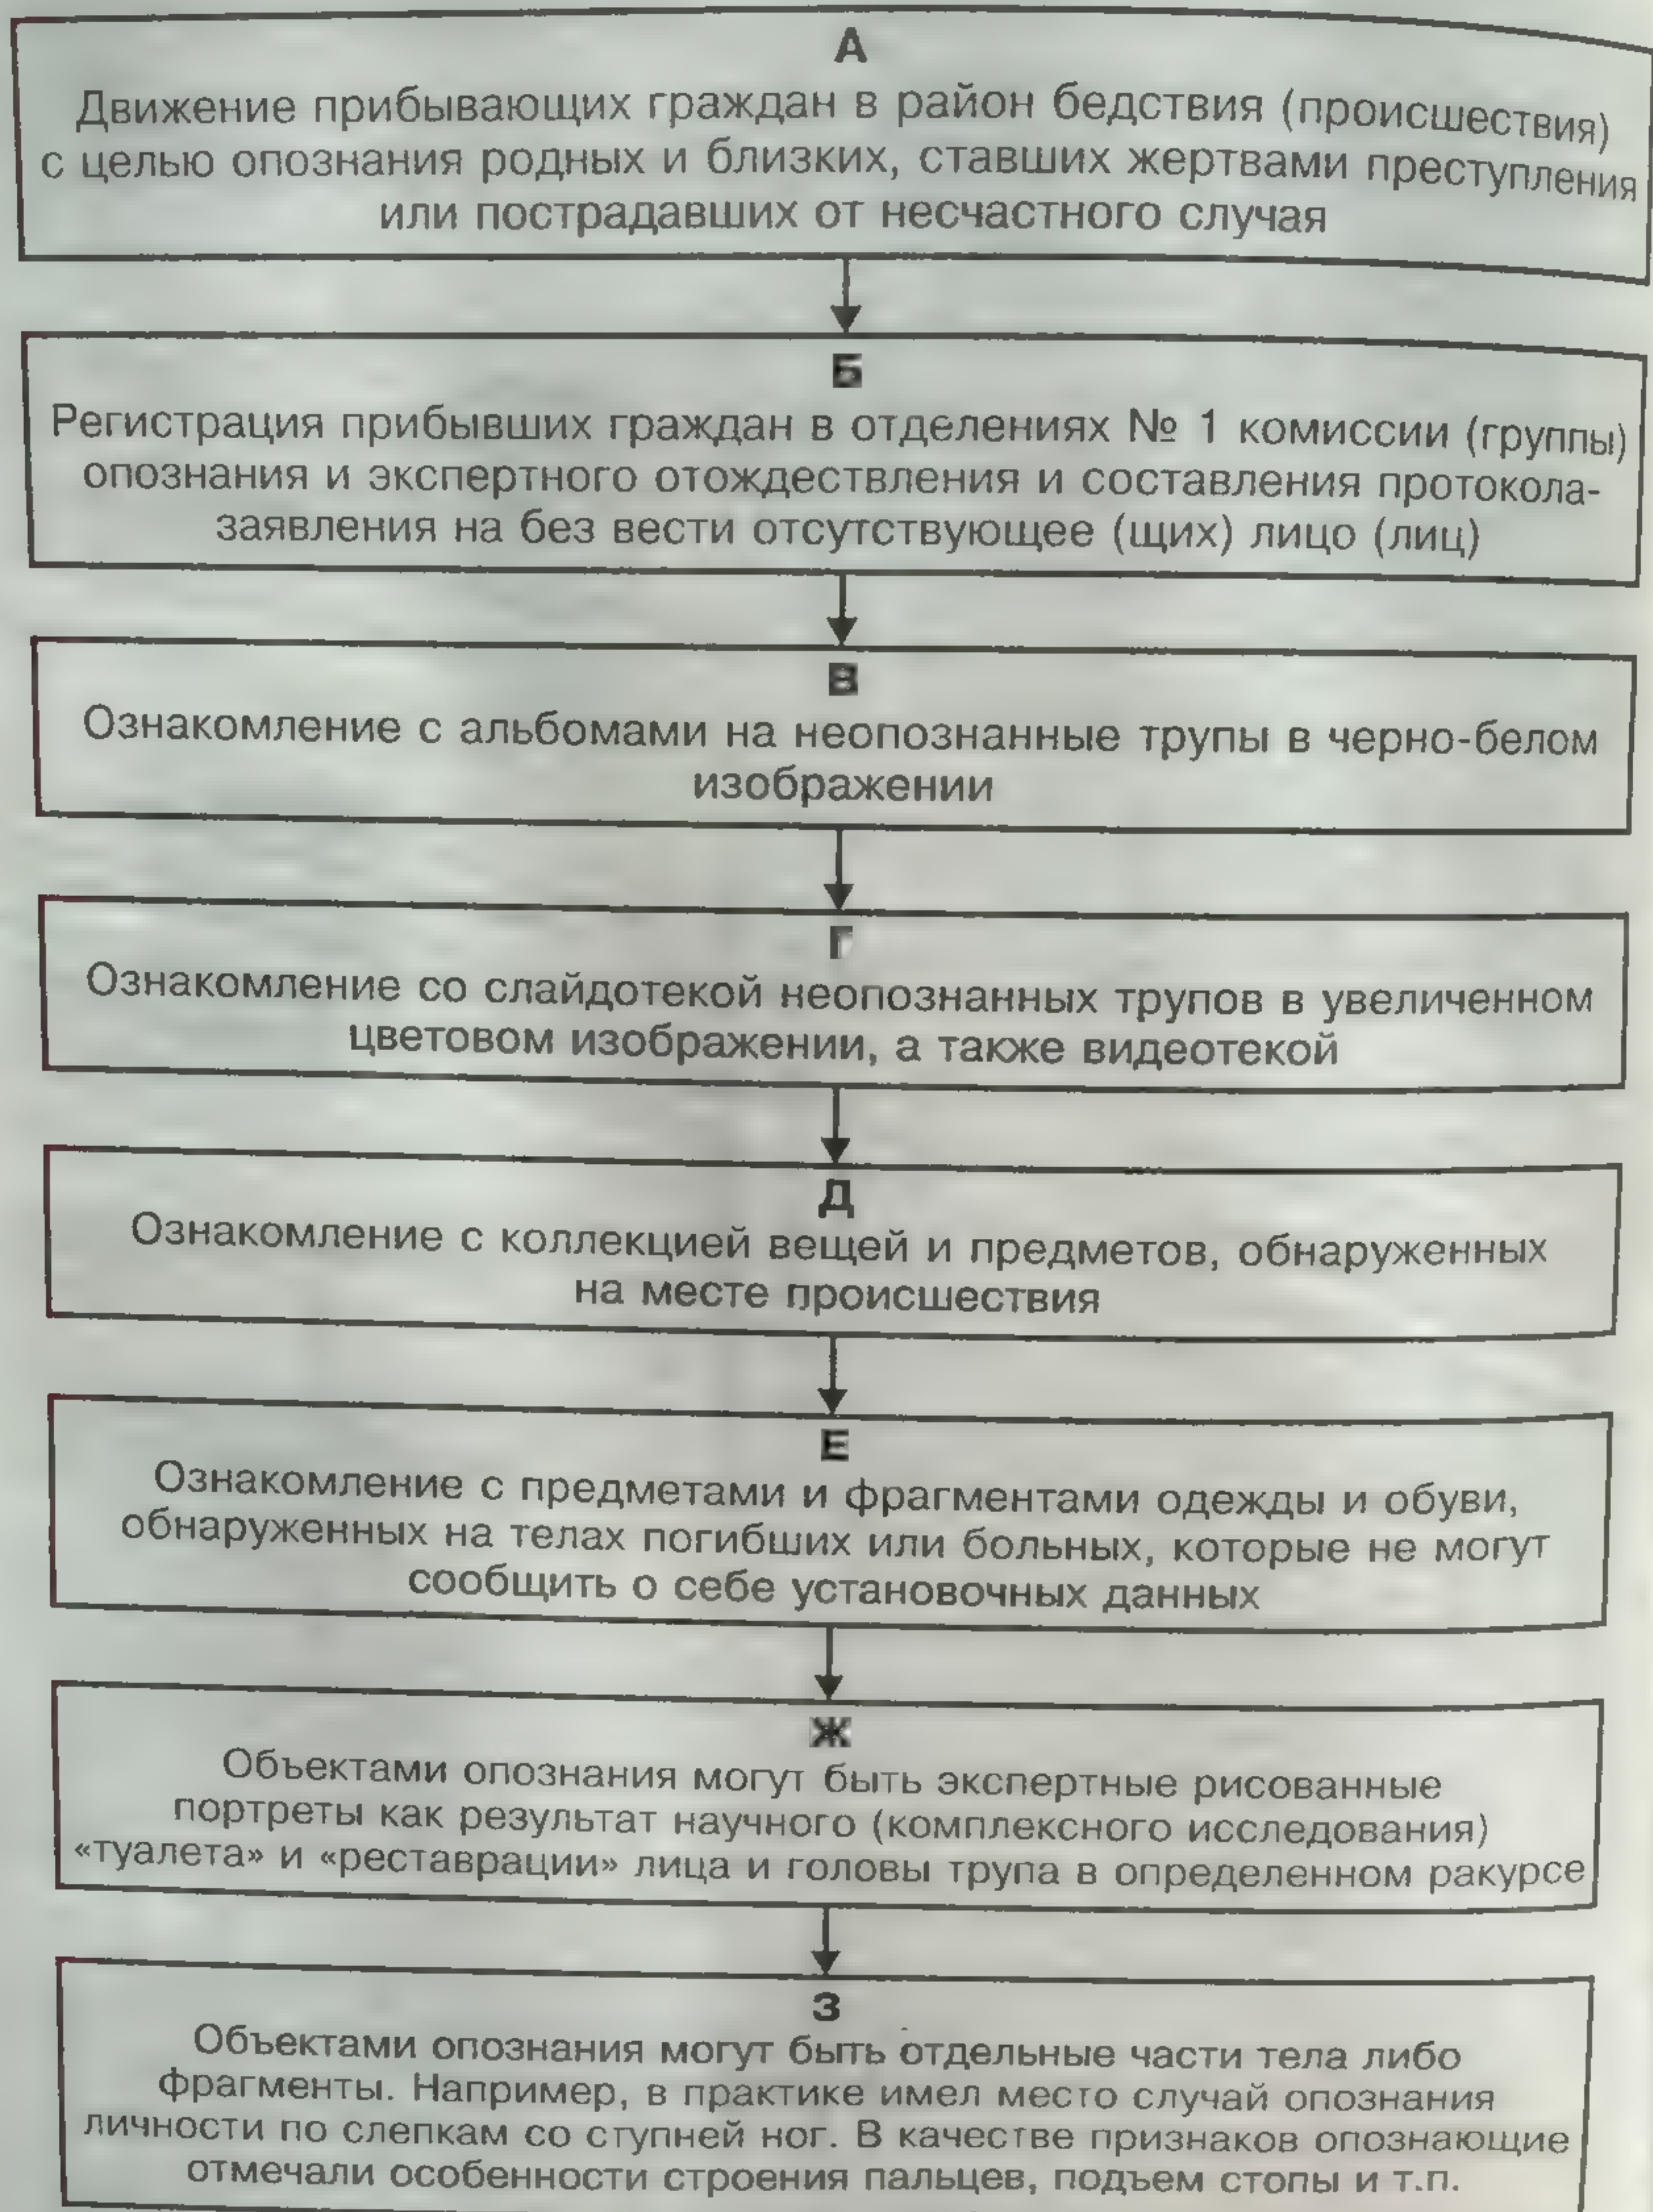 А
Движение прибывающих граждан в район бедствия (происшествия)
с целью опознания родных и близких, ставших жертвами преступления
или пострадавших от несчастного случая
Б
Регистрация прибывших граждан в отделениях № 1 комиссии (группы)
опознания и экспертного отождествления и составления протокола-
заявления на без вести отсутствующее (щих) лицо (лиц)
В
Ознакомление с альбомами на неопознанные трупы в черно-белом
изображении
Г
Ознакомление со слайдотекой неопознанных трупов в увеличенном
цветовом изображении, а также видеотекой
Д
Ознакомление с коллекцией вещей и предметов, обнаруженных
на месте происшествия
Е
Ознакомление с предметами и фрагментами одежды и обуви,
обнаруженных на телах погибших или больных, которые не могут
сообщить о себе установочных данных
Ж
Объектами опознания могут быть экспертные рисованные
портреты как результат научного (комплексного исследования)
«туалета» и «реставрации» лица и головы трупа в определенном ракурсе
З
Объектами опознания могут быть отдельные части тела либо
фрагменты. Например, в практике имел место случай опознания
личности по слепкам со ступней ног. В качестве признаков опознающие
отмечали особенности строения пальцев, подъем стопы и т.п.